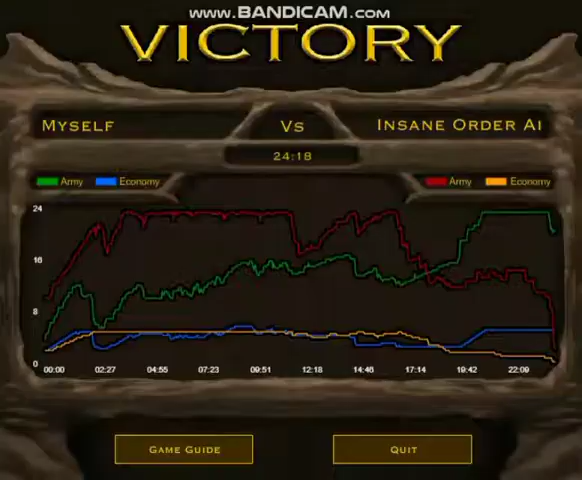 www.BANDICAM.com
VICTORY
MYSELF
VS
INSANE ORDER AI
24:18
Army Economy
Army Economy
24
16
8
0
00:00 02:27 04:55 07:23 09:51 12:18 14:46 17:14 19:42 22:09
GAME GUIDE
QUIT